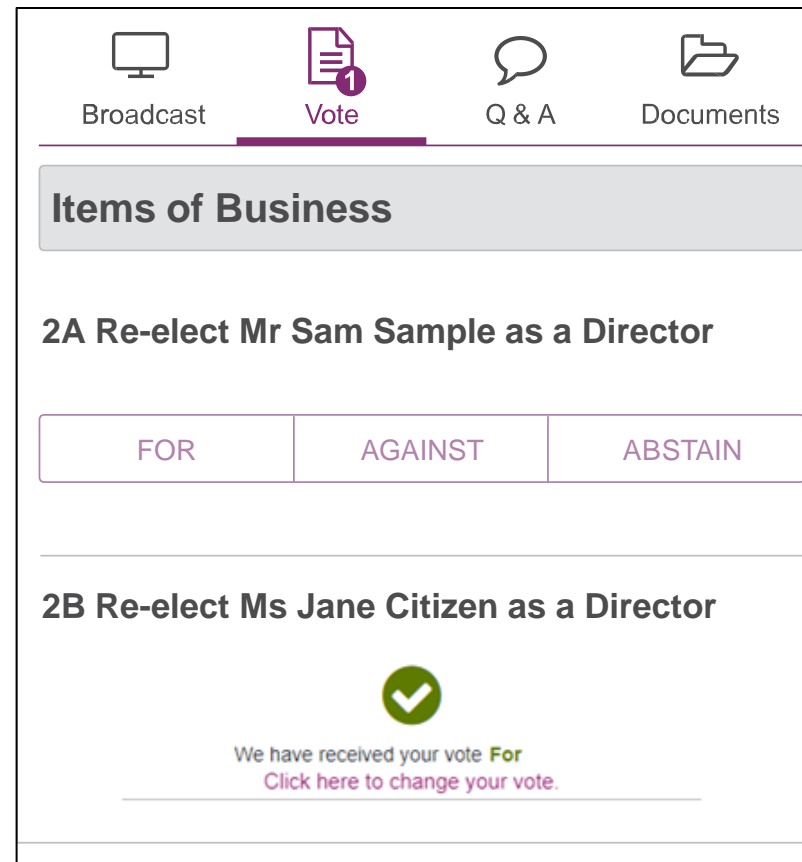 1
Broadcast Vote Q & A Documents
Items of Business
2A Re-elect Mr Sam Sample as a Director
FOR AGAINST ABSTAIN
2B Re-elect Ms Jane Citizen as a Director
We have received your vote For
Click here to change your vote.